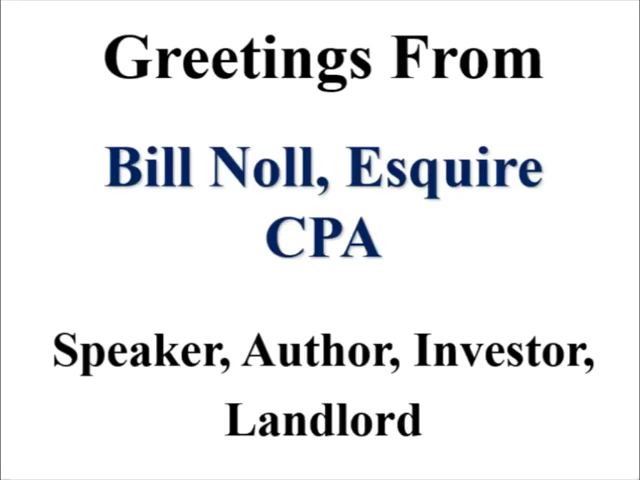 Greetings From
Bill Noll, Esquire
CPA
Speaker, Author, Investor,
Landlord